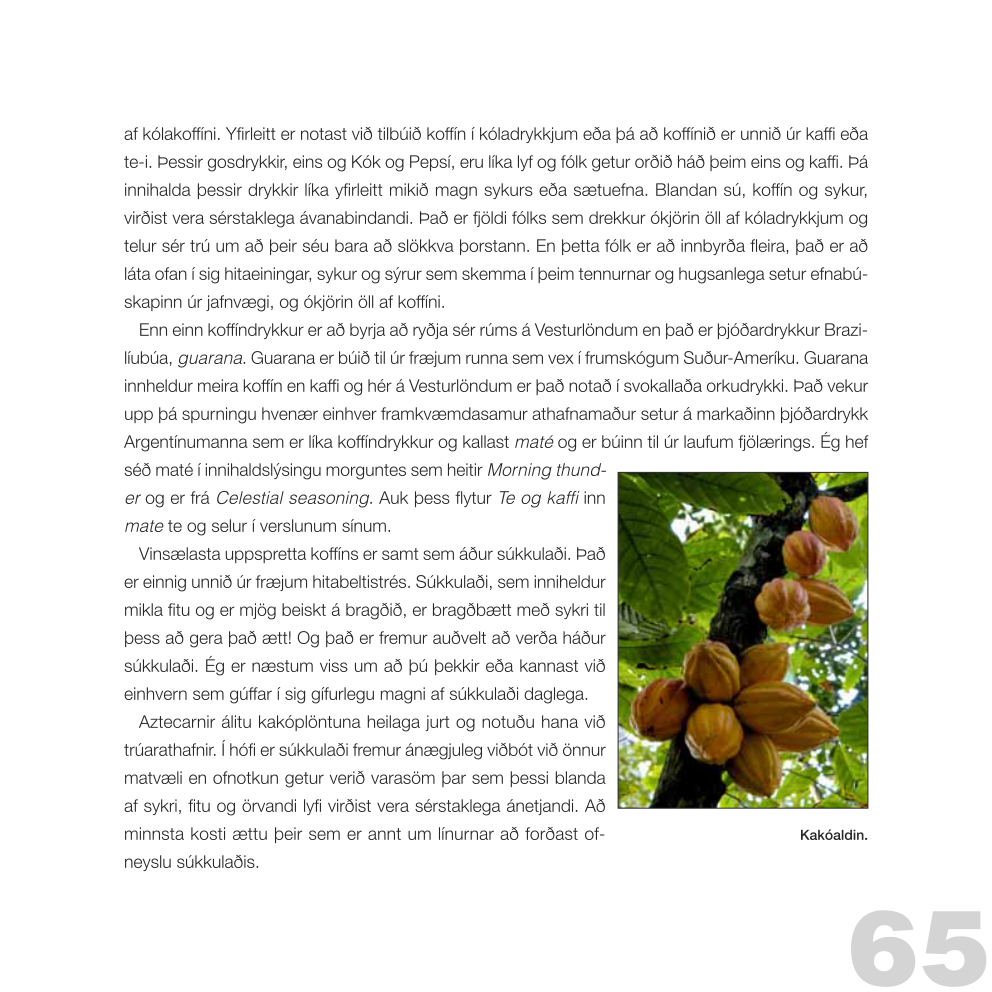 af kólakoffíni. Yfirleitt er notast við tilbúið koffín í kóladrykkjum eða þá að koffínið er unnið úr kaffi eða
te-i. Þessir gosdrykkir, eins og Kók og Pepsí, eru líka lyf og fólk getur orðið háð þeim eins og kaffi. Þá
innihalda þessir drykkir líka yfirleitt mikið magn sykurs eða sætuefna. Blandan sú, koffín og sykur,
virðist vera sérstaklega ávanabindandi. Það er fjöldi fólks sem drekkur ókjörin öll af kóladrykkjum og
telur sér trú um að þeir séu bara að slökkva þorstann. En þetta fólk er að innbyrða fleira, það er að
láta ofan í sig hitaeiningar, sykur og sýrur sem skemma í þeim tennurnar og hugsanlega setur efnabú-
skapinn úr jafnvægi, og ókjörin öll af koffíni.
Enn einn koffíndrykkur er að byrja að ryðja sér rúms á Vesturlöndum en það er þjóðardrykkur Brazi-
líubúa, guarana. Guarana er búið til úr fræjum runna sem vex í frumskógum Suður-Ameríku. Guarana
innheldur meira koffín en kaffi og hér á Vesturlöndum er það notað í svokallaða orkudrykki. Það vekur
upp þá spurningu hvenær einhver framkvæmdasamur athafnamaður setur á markaðinn þjóðardrykk
Argentínumanna sem er líka koffíndrykkur og kallast maté og er búinn til úr laufum fjölærings. Ég hef
séð maté í innihaldslýsingu morguntes sem heitir Morning thund-
er og er frá Celestial seasoning. Auk þess flytur Te og kaffi inn
mate te og selur í verslunum sínum.
Vinsælasta uppspretta koffíns er samt sem áður súkkulaði. Það
er einnig unnið úr fræjum hitabeltistrés. Súkkulaði, sem inniheldur
mikla fitu og er mjög beiskt á bragðið, er bragðbætt með sykri til
þess að gera það ætt! Og það er fremur auðvelt að verða háður
súkkulaði. Ég er næstum viss um að þú þekkir eða kannast við
einhvern sem gúffar í sig gífurlegu magni af súkkulaði daglega.
Aztecarnir álitu kakóplöntuna heilaga jurt og notuðu hana við
trúarathafnir. Í hófi er súkkulaði fremur ánægjuleg viðbót við önnur
matvæli en ofnotkun getur verið varasöm þar sem þessi blanda
af sykri, fitu og örvandi lyfi virðist vera sérstaklega ánetjandi. Að
minnsta kosti ættu þeir sem er annt um línurnar að forðast of-
neyslu súkkulaðis.
Kakóaldin.
65